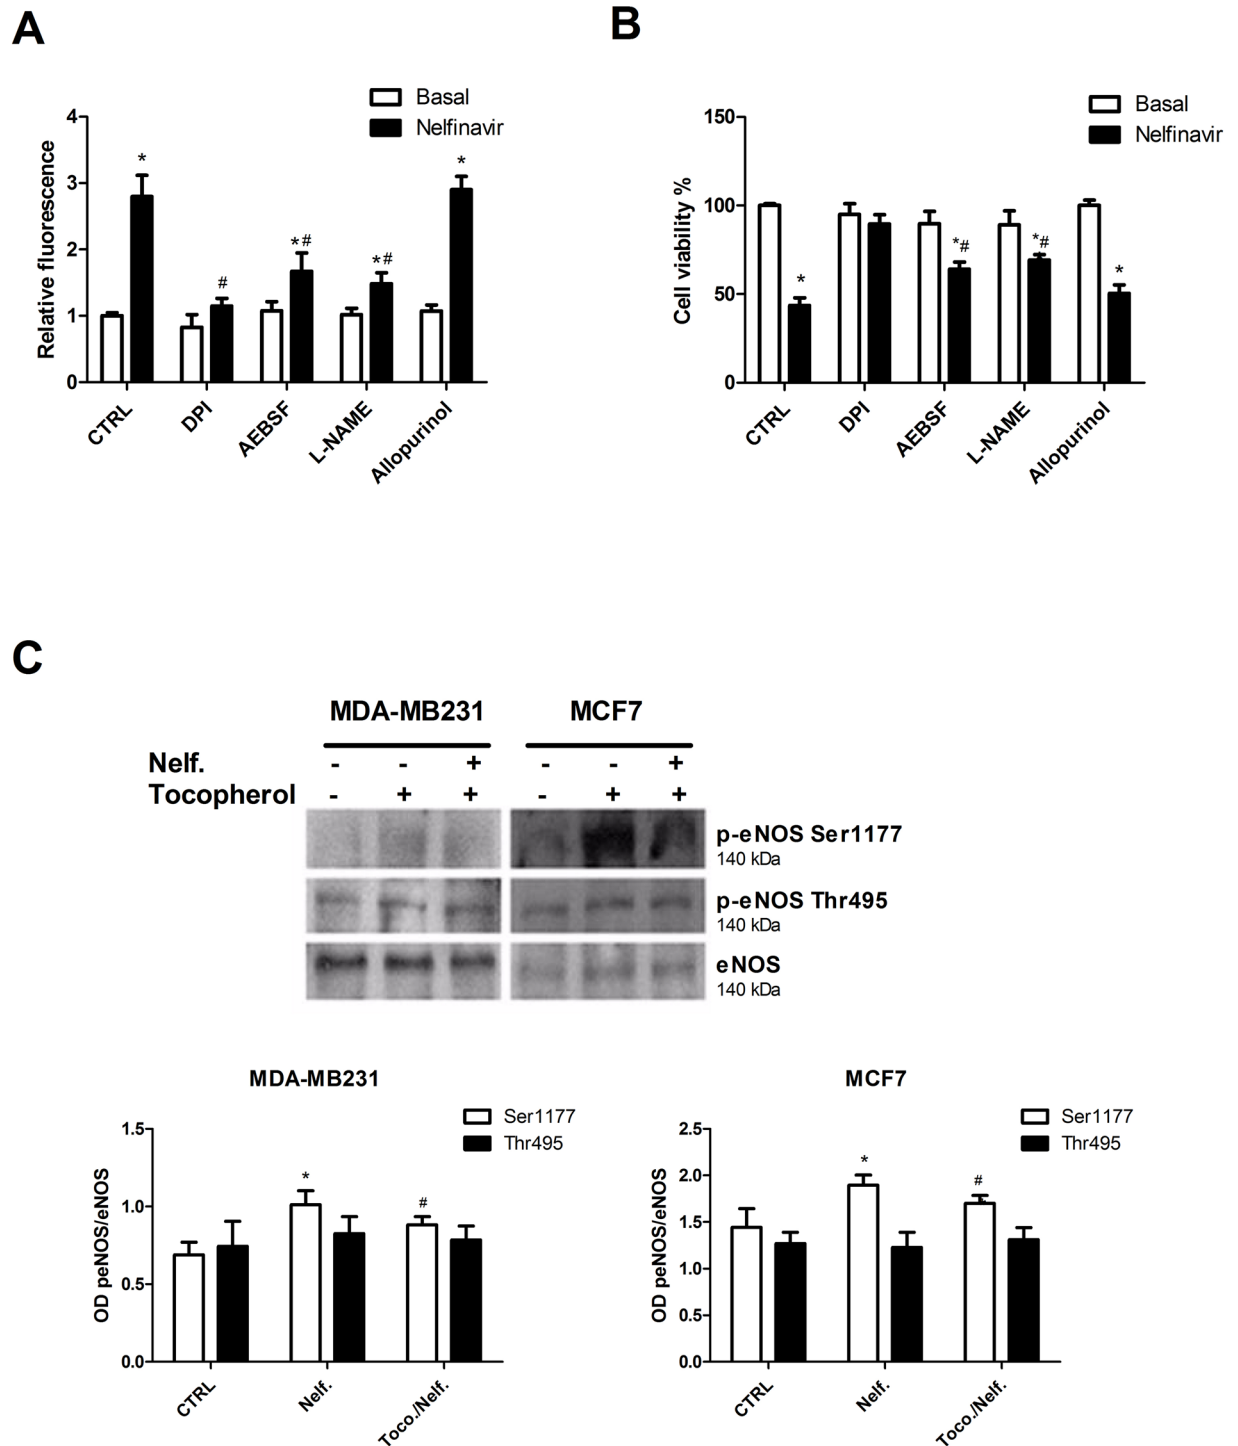 A
Basal
Nelfinavir
Relative fluorescence
4
3
2
1
0
*
#
*#
*#
*
CTRL
DPI
AEBSF
L-NAME
Allopurinol
B
Basal
Nelfinavir
Cell viability %
150
100
50
0
*
*#
*#
*
CTRL
DPI
AEBSF
L-NAME
Allopurinol
C
MDA-MB231 MCF7
Nelf. - - + - - +
Tocopherol - + + - + +
p-eNOS Ser1177
140 kDa
p-eNOS Thr495
140 kDa
eNOS
140 kDa
MDA-MB231
Ser1177
Thr495
OD peNOS/eNOS
1.5
1.0
0.5
0.0
*
#
CTRL
Nelf.
Toco./Nelf.
MCF7
Ser1177
Thr495
OD peNOS/eNOS
2.5
2.0
1.5
1.0
0.5
0.0
*
#
CTRL
Nelf.
Toco./Nelf.